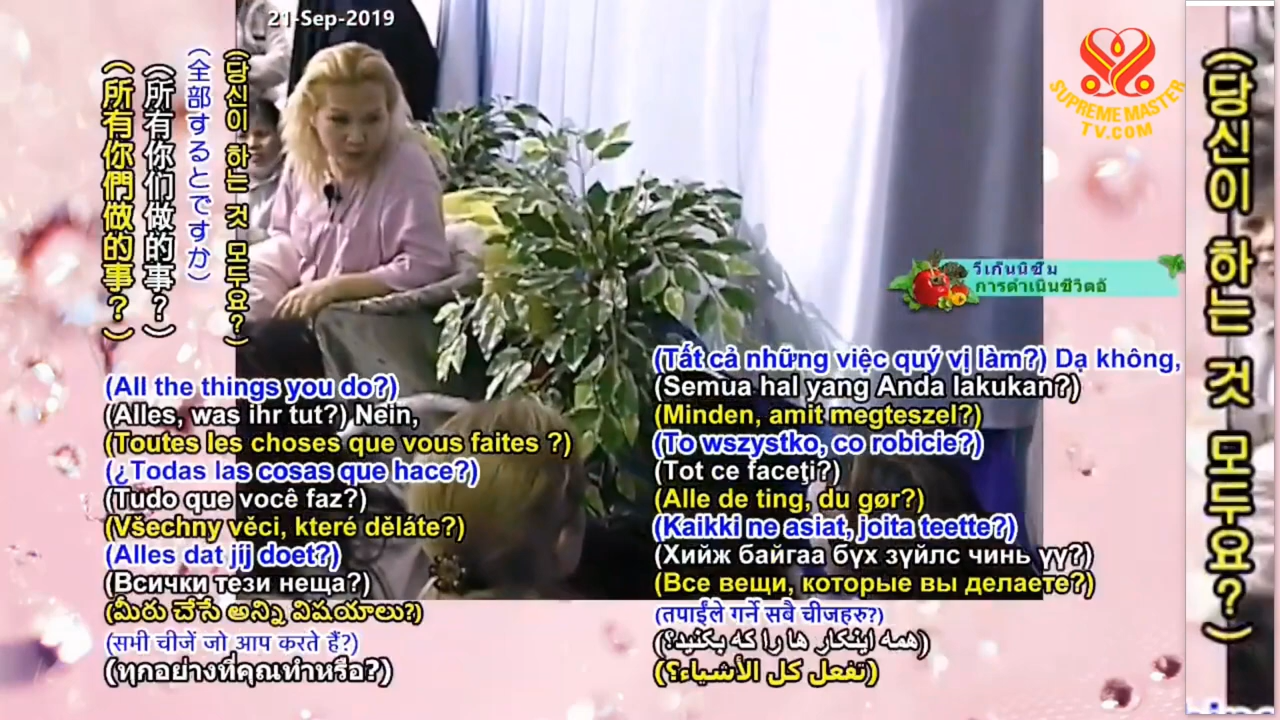 21-Sep-2019
SUPREME MASTER
TV.COM
(당신이 하는 것 모두요?)
(全部するとですか)
(所有你们做的事？)
(所有你們做的事？)
วีแกนนิซึม
การดำเนินชีวิตอั
(All the things you do?)
(Alles, was ihr tut?) Nein,
(Toutes les choses que vous faites ?)
(¿Todas las cosas que hace?)
(Tudo que você faz?)
(Všechny věci, které děláte?)
(Alles dat jij doet?)
(Всички тези неща?)
(మీరు చేసే అన్ని విషయాలు?)
(सभी चीजें जो आप करते हैं?)
(ทุกอย่างที่คุณทำหรือ?)
(Tất cả những việc quý vị làm?) Dạ không,
(Semua hal yang Anda lakukan?)
(Minden, amit megteszel?)
(To wszystko, co robicie?)
(Tot ce faceţi?)
(Alle de ting, du gør?)
(Kaikki ne asiat, joita teette?)
(Хийж байгаа бүх зүйлс чинь үү?)
(Все вещи, которые вы делаете?)
(तपाईंले गर्ने सबै चीजहरु?)
(همه اینکار ها را که بکنید؟)
(تفعل كل الأشياء؟)
(당신이 하는 것 모두요?)